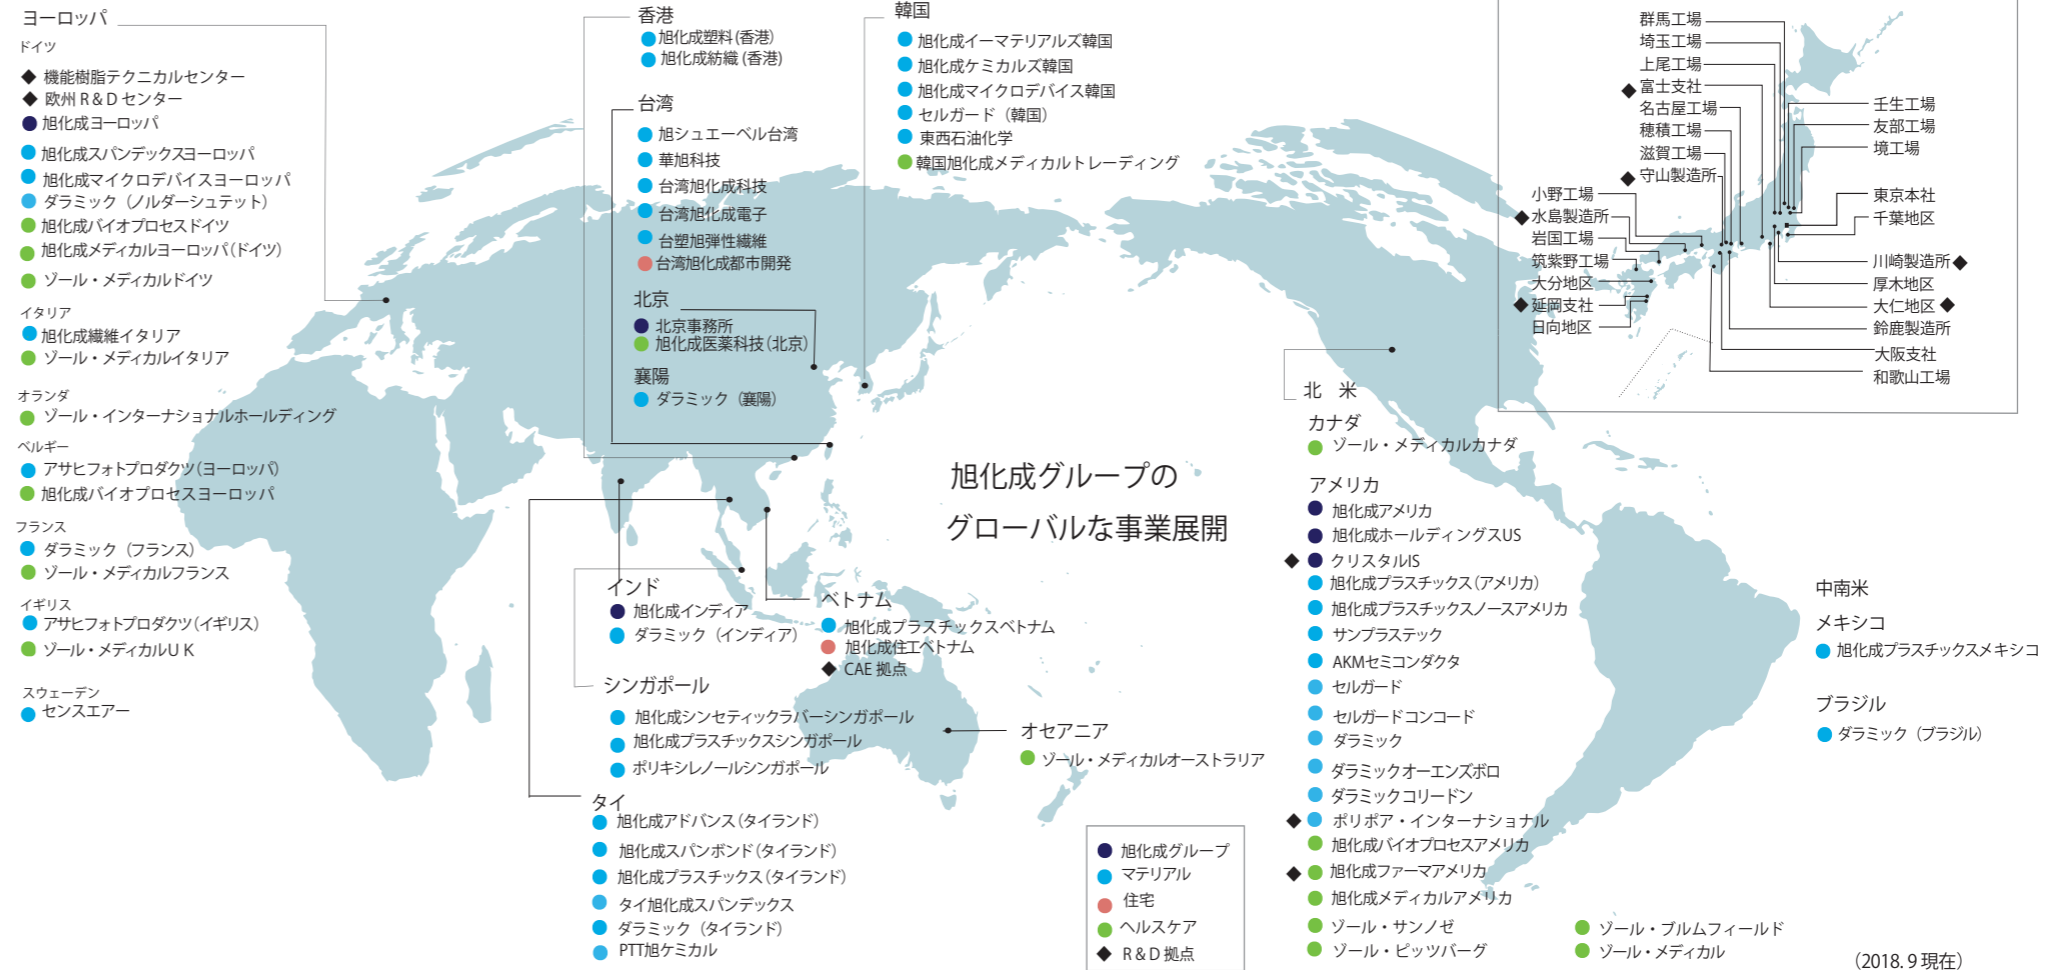 ヨーロッパ
ドイツ
機能樹脂テクニカルセンター
欧州 R & D センター
旭化成ヨーロッパ
旭化成スパンデックスヨーロッパ
旭化成マイクロデバイスヨーロッパ
ダラミック（ノルダーシュテット）
旭化成バイオプロセスドイツ
旭化成メディカルヨーロッパ（ドイツ）
ゾール・メディカルドイツ
イタリア
旭化成繊維イタリア
ゾール・メディカルイタリア
オランダ
ゾール・インターナショナルホールディング
ベルギー
アサヒフォトプロダクツ（ヨーロッパ）
旭化成バイオプロセスヨーロッパ
フランス
ダラミック（フランス）
ゾール・メディカルフランス
イギリス
アサヒフォトプロダクツ（イギリス）
ゾール・メディカルＵＫ
スウェーデン
センスエアー
香港
旭化成塑料（香港）
旭化成紡織（香港）
台湾
旭シュエーベル台湾
華旭科技
台湾旭化成科技
台湾旭化成電子
台塑旭弾性繊維
台湾旭化成都市開発
北京
北京事務所
旭化成医薬科技（北京）
襄陽
ダラミック（襄陽）
韓国
旭化成イーマテリアルズ韓国
旭化成ケミカルズ韓国
旭化成マイクロデバイス韓国
セルガード（韓国）
東西石油化学
韓国旭化成メディカルトレーディング
旭化成グループの
グローバルな事業展開
インド
旭化成インディア
ダラミック（インディア）
ベトナム
旭化成プラスチックスベトナム
旭化成住工ベトナム
CAE 拠点
シンガポール
旭化成シンセティックラバーシンガポール
旭化成プラスチックスシンガポール
ポリキシレノールシンガポール
タイ
旭化成アドバンス（タイランド）
旭化成スパンボンド（タイランド）
旭化成プラスチックス（タイランド）
タイ旭化成スパンデックス
ダラミック（タイランド）
PTT旭ケミカル
オセアニア
ゾール・メディカルオーストラリア
旭化成グループ
マテリアル
住宅
ヘルスケア
R & D 拠点
北　米
カナダ
ゾール・メディカルカナダ
アメリカ
旭化成アメリカ
旭化成ホールディングスUS
クリスタルIS
旭化成プラスチックス（アメリカ）
旭化成プラスチックスノースアメリカ
サンプラステック
AKMセミコンダクタ
セルガード
セルガードコンコード
ダラミック
ダラミックオーエンズボロ
ダラミックコリードン
ポリポア・インターナショナル
旭化成バイオプロセスアメリカ
旭化成ファーマアメリカ
旭化成メディカルアメリカ
ゾール・サンノゼ
ゾール・ピッツバーグ
ゾール・ブルムフィールド
ゾール・メディカル
中南米
メキシコ
旭化成プラスチックスメキシコ
ブラジル
ダラミック（ブラジル）
群馬工場
埼玉工場
上尾工場
富士支社
名古屋工場
穂積工場
滋賀工場
守山製造所
小野工場
水島製造所
岩国工場
筑紫野工場
大分地区
延岡支社
日向地区
壬生工場
友部工場
境工場
東京本社
千葉地区
川崎製造所
厚木地区
大仁地区
鈴鹿製造所
大阪支社
和歌山工場
（2018. 9 現在）